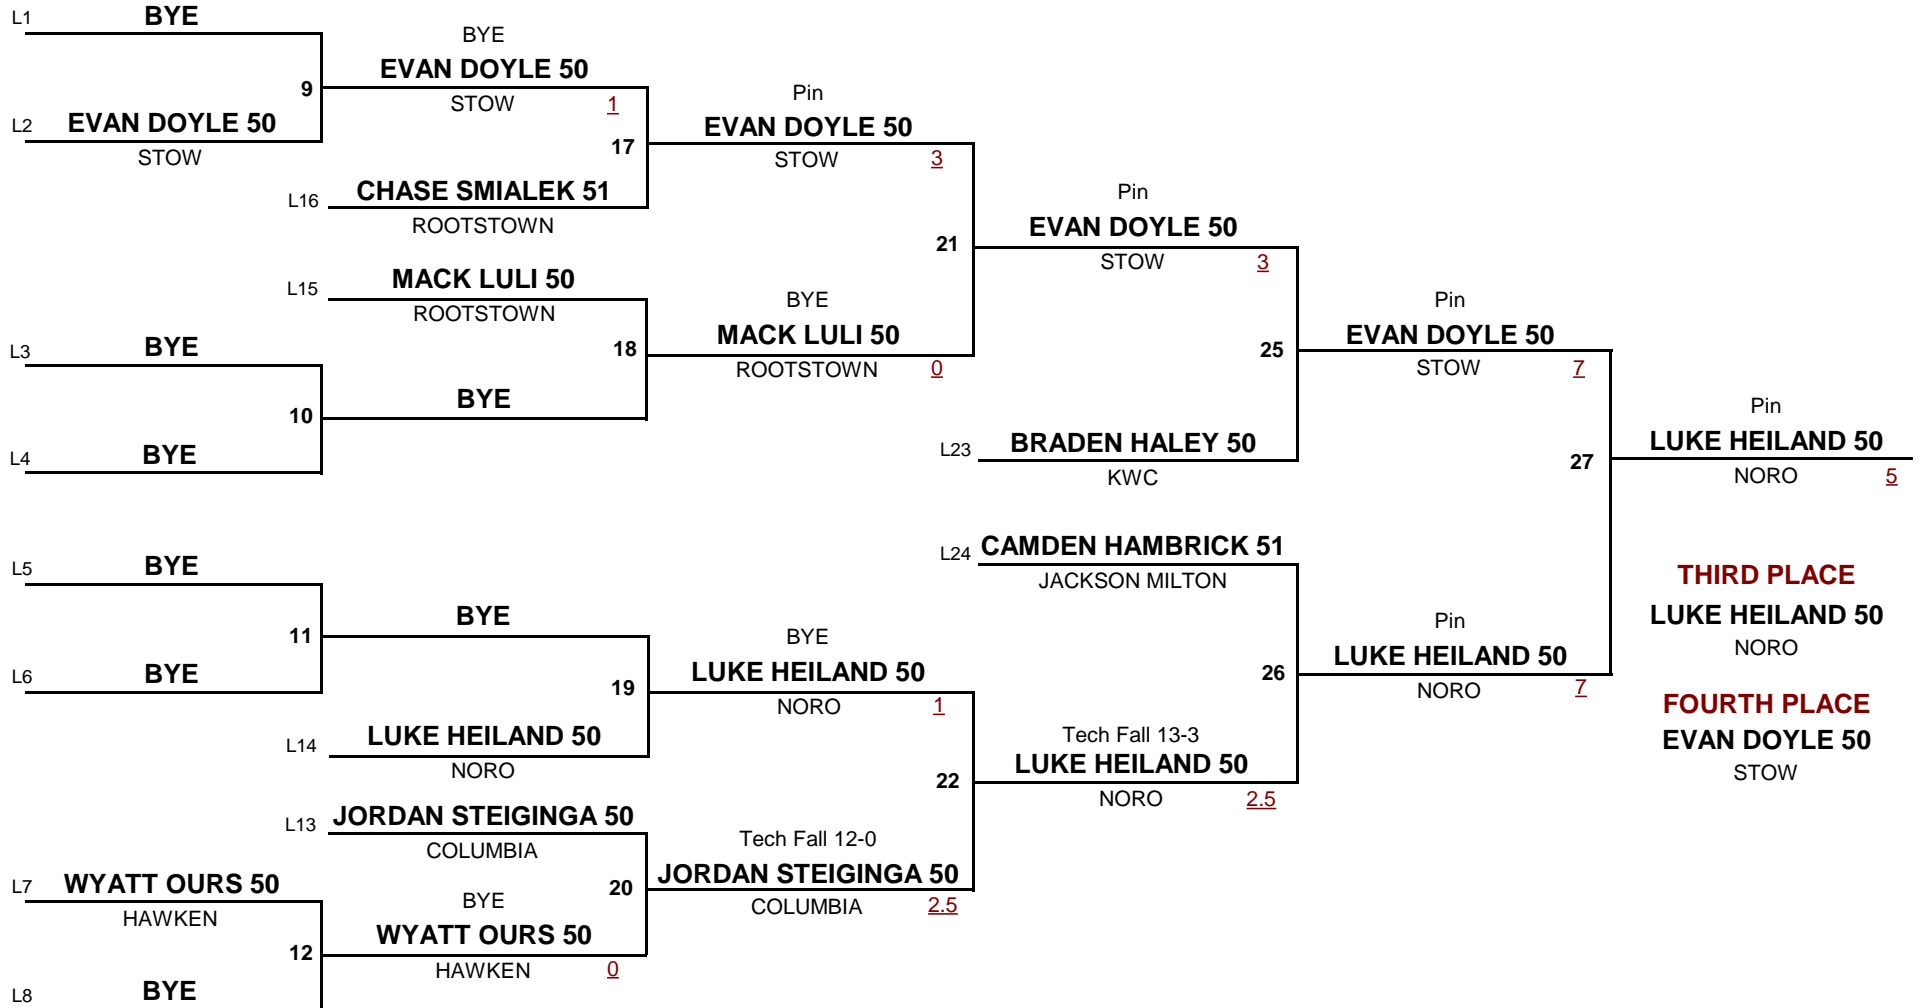 L1 BYE
BYE
EVAN DOYLE 50
9
STOW 1
L2 EVAN DOYLE 50
STOW
Pin
EVAN DOYLE 50
17
STOW 3
L16 CHASE SMIALEK 51
ROOTSTOWN
Pin
EVAN DOYLE 50
21
STOW 3
L15 MACK LULI 50
ROOTSTOWN
BYE
MACK LULI 50
18
ROOTSTOWN 0
L3 BYE
BYE
10
L4 BYE
Pin
EVAN DOYLE 50
25
STOW 7
L23 BRADEN HALEY 50
KWC
Pin
LUKE HEILAND 50
27
NORO 5
L24 CAMDEN HAMBRICK 51
JACKSON MILTON
L5 BYE
BYE
11
L6 BYE
BYE
LUKE HEILAND 50
19
NORO 1
L14 LUKE HEILAND 50
NORO
Pin
LUKE HEILAND 50
26
NORO 7
THIRD PLACE
LUKE HEILAND 50
NORO
FOURTH PLACE
EVAN DOYLE 50
STOW
Tech Fall 13-3
LUKE HEILAND 50
22
NORO 2.5
L13 JORDAN STEIGINGA 50
COLUMBIA
Tech Fall 12-0
JORDAN STEIGINGA 50
20
COLUMBIA 2.5
L7 WYATT OURS 50
HAWKEN
BYE
WYATT OURS 50
12
HAWKEN 0
L8 BYE